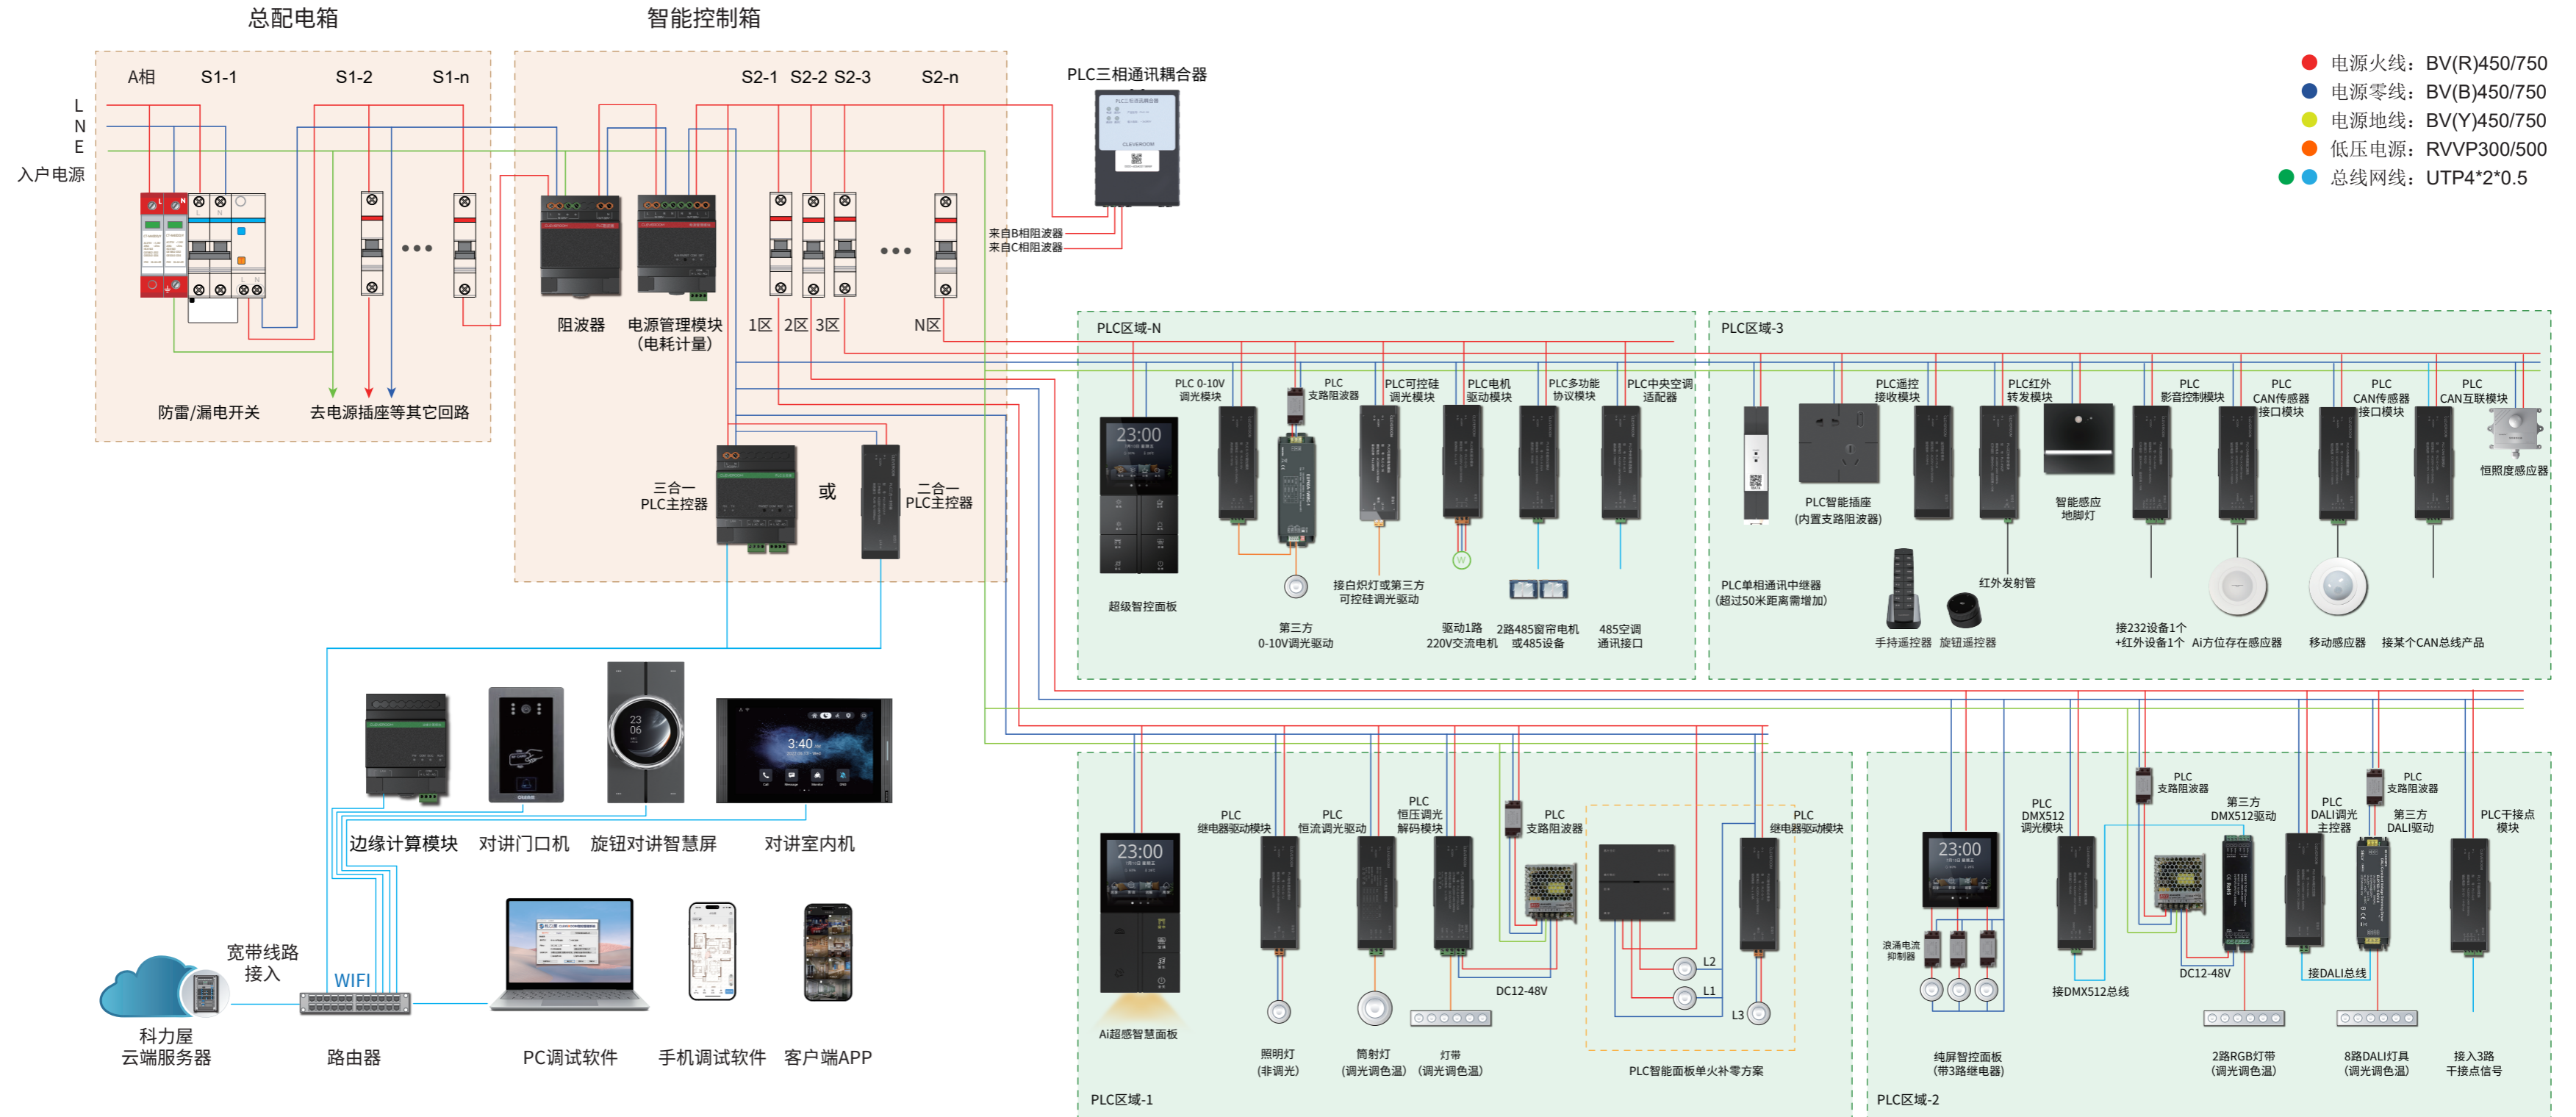 总配电箱
智能控制箱
A相
S1-1
S1-2
S1-n
S2-1
S2-2
S2-3
S2-n
L
N
E
入户电源
防雷/漏电开关
去电源插座等其它回路
阻波器
电源管理模块
（电耗计量）
1区
2区
3区
N区
三合一
PLC主控器
或
二合一
PLC主控器
PLC三相通讯耦合器
CLEVEROOM
来自B相阻波器
来自C相阻波器
电源火线：BV(R)450/750
电源零线：BV(B)450/750
电源地线：BV(Y)450/750
低压电源：RVVP300/500
总线网线：UTP4*2*0.5
PLC区域-N
PLC 0-10V
调光模块
PLC
支路阻波器
PLC可控硅
调光模块
PLC电机
驱动模块
PLC多功能
协议模块
PLC中央空调
适配器
23:00
W
超级智控面板
第三方
0-10V调光驱动
接白炽灯或第三方
可控硅调光驱动
驱动1路
220V交流电机
2路485窗帘电机
或485设备
485空调
通讯接口
PLC区域-3
PLC遥控
接收模块
PLC红外
转发模块
PLC
影音控制模块
PLC
CAN传感器
接口模块
PLC
CAN传感器
接口模块
PLC
CAN互联模块
恒照度感应器
PLC智能插座
(内置支路阻波器)
智能感应
地脚灯
PLC单相通讯中继器
（超过50米距离需增加）
红外发射管
手持遥控器
旋钮遥控器
接232设备1个
+红外设备1个
Ai方位存在感应器
移动感应器
接某个CAN总线产品
边缘计算模块
对讲门口机
23
06
旋钮对讲智慧屏
3:40
对讲室内机
宽带线路
接入
WIFI
科力屋
云端服务器
路由器
PC调试软件
手机调试软件
客户端APP
PLC区域-1
23:00
Ai超感智慧面板
PLC
继电器驱动模块
PLC
恒流调光驱动
PLC
恒压调光
解码模块
PLC
支路阻波器
PLC
继电器驱动模块
DC12-48V
L2
L1
L3
照明灯
(非调光)
筒射灯
(调光调色温)
灯带
(调光调色温)
PLC智能面板单火补零方案
PLC区域-2
23:00
浪涌电流
抑制器
PLC
DMX512
调光模块
PLC
支路阻波器
第三方
DMX512驱动
PLC
DALI调光
主控器
PLC
支路阻波器
第三方
DALI驱动
PLC干接点
模块
接DMX512总线
DC12-48V
接DALI总线
纯屏智控面板
(带3路继电器)
2路RGB灯带
(调光调色温)
8路DALI灯具
(调光调色温)
接入3路
干接点信号